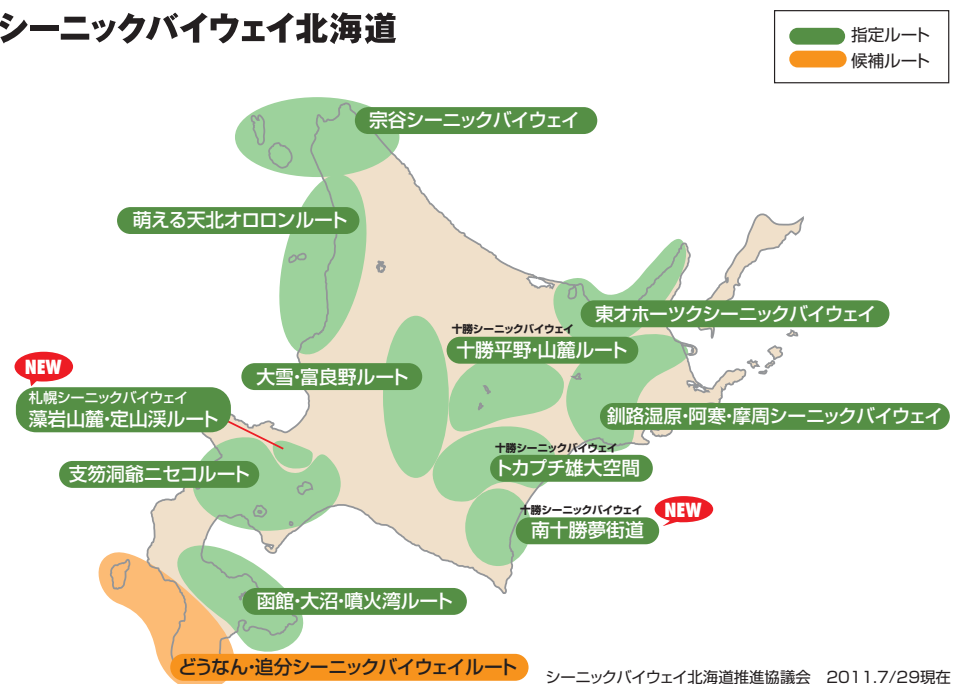 シーニックバイウェイ北海道
指定ルート
候補ルート
宗谷シーニックバイウェイ
萌える天北オロロンルート
東オホーツクシーニックバイウェイ
十勝シーニックバイウェイ
十勝平野・山麓ルート
大雪・富良野ルート
NEW
札幌シーニックバイウェイ
藻岩山麓・定山渓ルート
釧路湿原・阿寒・摩周シーニックバイウェイ
十勝シーニックバイウェイ
トカプチ雄大空間
支笏洞爺ニセコルート
十勝シーニックバイウェイ
NEW
南十勝夢街道
函館・大沼・噴火湾ルート
どうなん・追分シーニックバイウェイルート
シーニックバイウェイ北海道推進協議会　2011.7/29現在